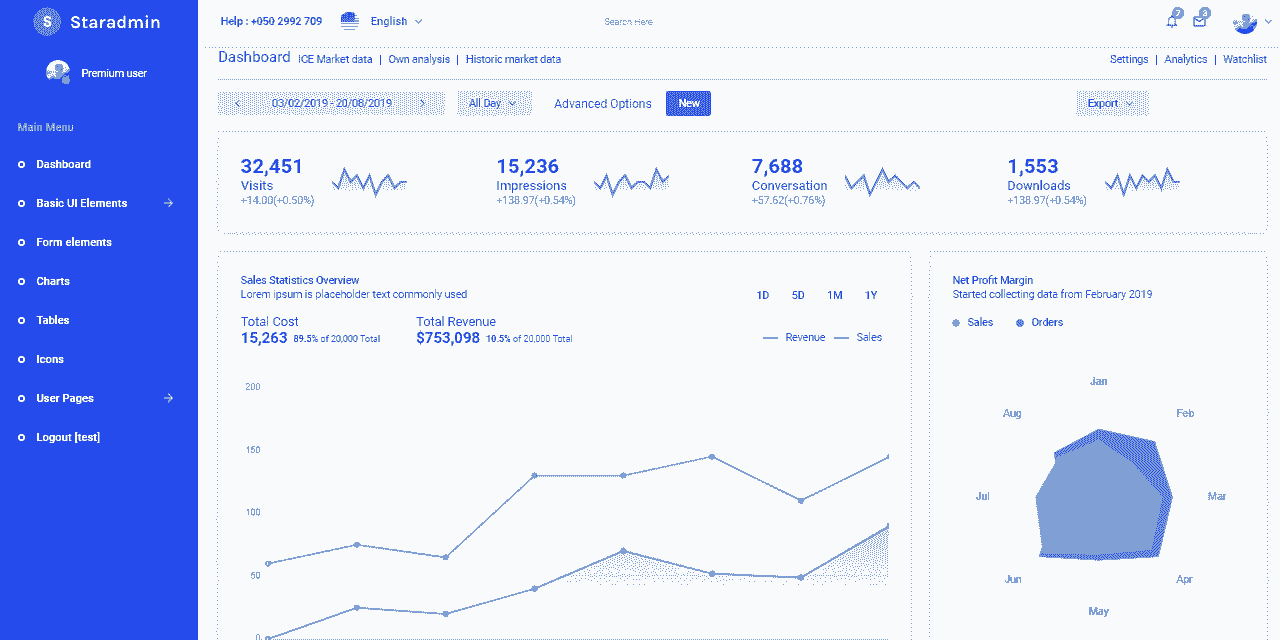 S Staradmin
Premium user
Main Menu
Dashboard
Basic UI Elements
Form elements
Charts
Tables
Icons
User Pages
Logout [test]
Help : +050 2992 709 English Search Here 7 3
Dashboard ICE Market data | Own analysis | Historic market data Settings | Analytics | Watchlist
03/02/2019 - 20/08/2019 All Day Advanced Options New Export
32,451 15,236 7,688 1,553
Visits Impressions Conversation Downloads
+14.00(+0.50%) +138.97(+0.54%) +57.62(+0.76%) +138.97(+0.54%)
Sales Statistics Overview
Lorem ipsum is placeholder text commonly used
1D 5D 1M 1Y
Total Cost Total Revenue
15,263 89.5% of 20,000 Total $753,098 10.5% of 20,000 Total
Revenue Sales
200
150
100
50
0
Net Profit Margin
Started collecting data from February 2019
Sales Orders
Jan
Aug Feb
Jul Mar
Jun Apr
May